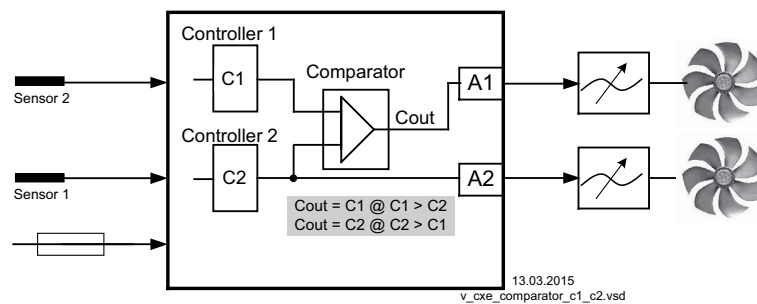 Controller 1
C1
Comparator
A1
Cout
Sensor 2
Controller 2
C2
A2
Sensor 1
Cout = C1 @ C1 > C2
Cout = C2 @ C2 > C1
13.03.2015
v_cxe_comparator_c1_c2.vsd